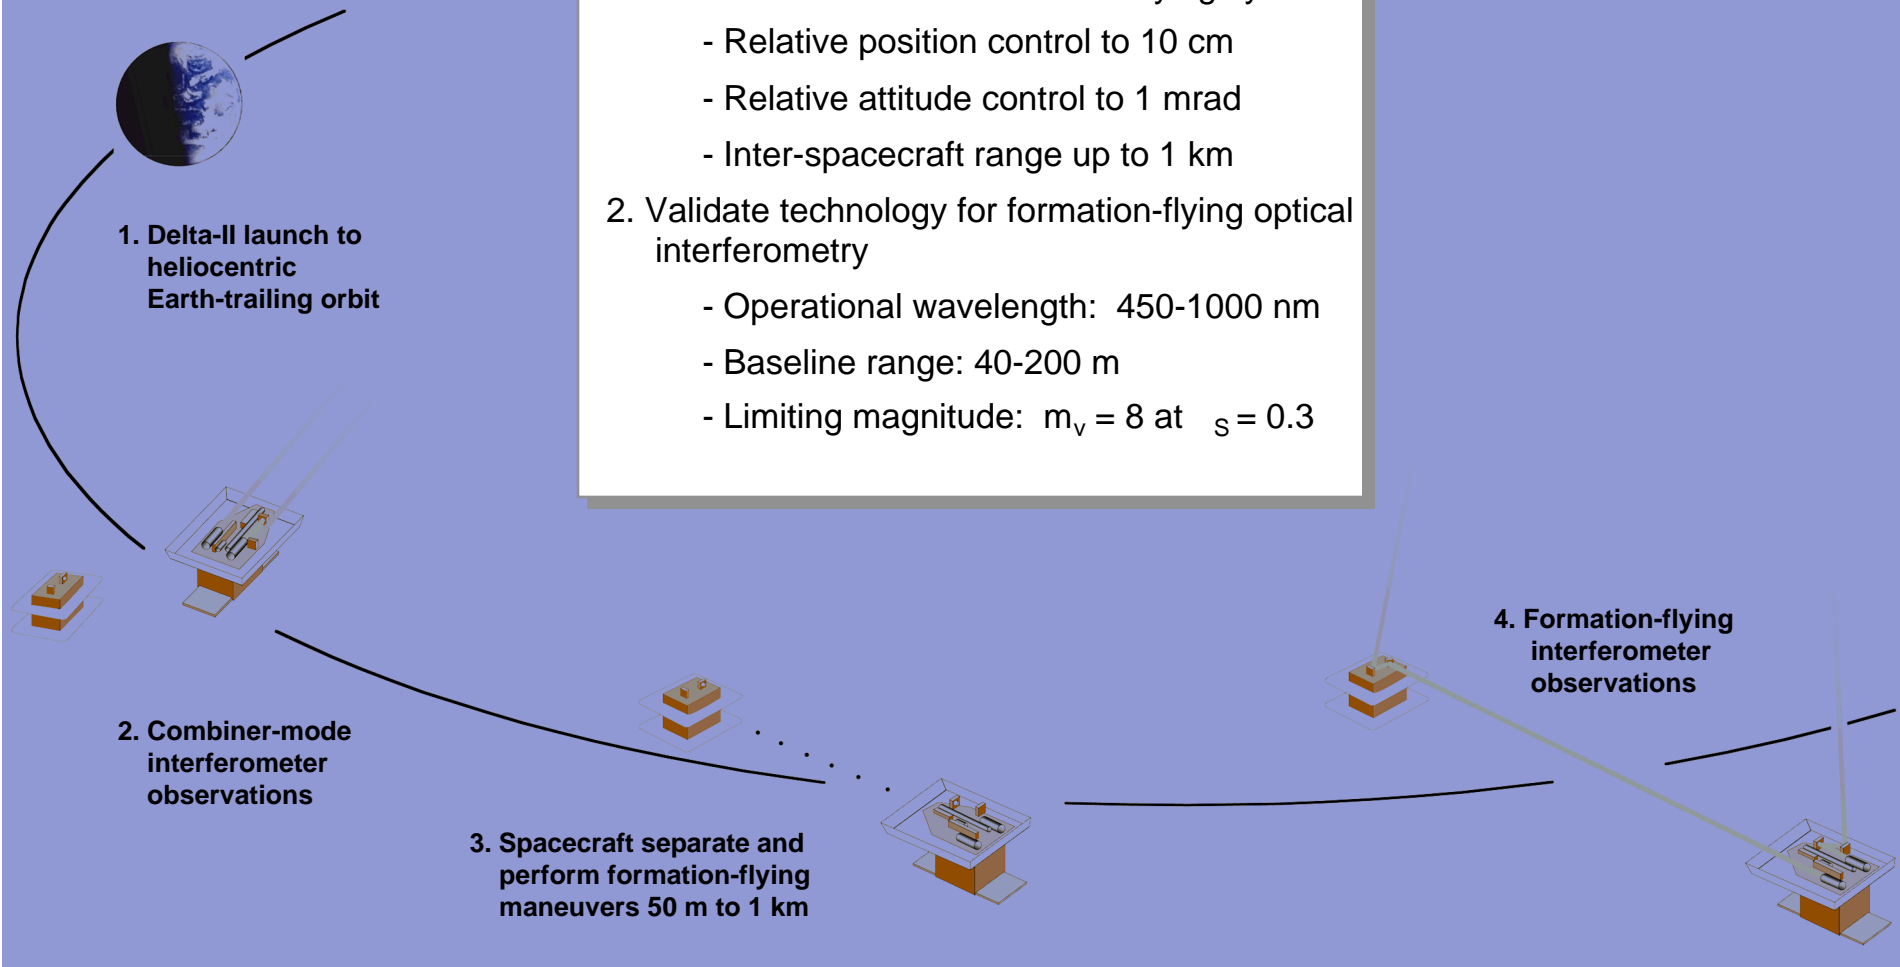 - Relative position control to 10 cm
- Relative attitude control to 1 mrad
- Inter-spacecraft range up to 1 km
2. Validate technology for formation-flying optical
interferometry
- Operational wavelength: 450-1000 nm
- Baseline range: 40-200 m
- Limiting magnitude: mv = 8 at S = 0.3
1. Delta-II launch to
heliocentric
Earth-trailing orbit
2. Combiner-mode
interferometer
observations
3. Spacecraft separate and
perform formation-flying
maneuvers 50 m to 1 km
4. Formation-flying
interferometer
observations